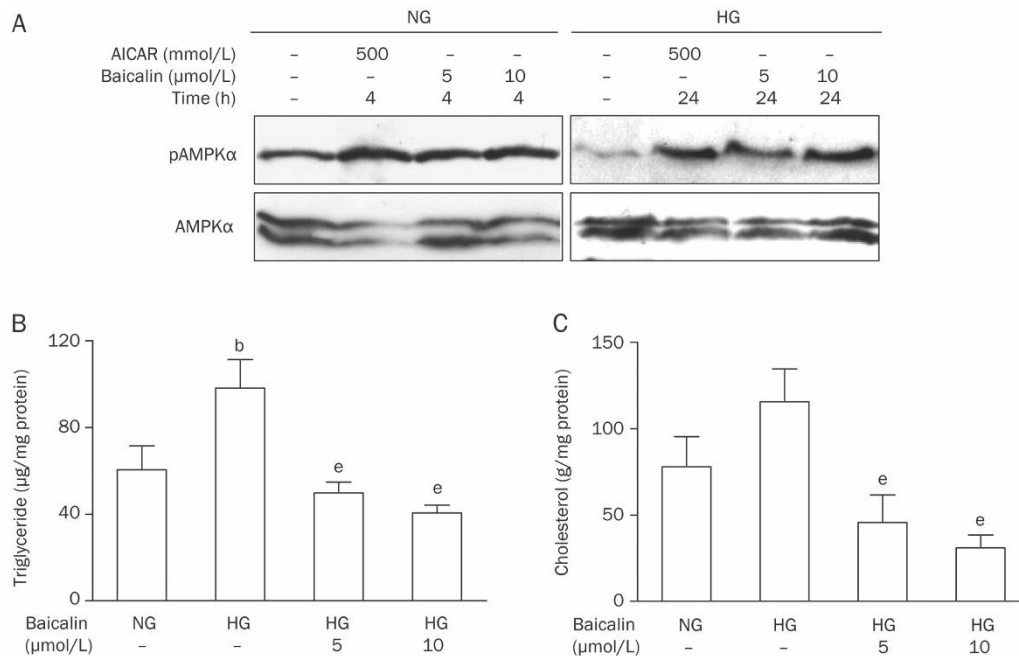 A
NG HG
AICAR (mmol/L) – 500 – – – 500 – –
Baicalin (μmol/L) – – 5 10 – – 5 10
Time (h) – 4 4 4 – 24 24 24
pAMPKα
AMPKα
B
Triglyceride (μg/mg protein)
120
80
40
0
b
e
e
Baicalin NG HG HG HG
(μmol/L) – – 5 10
C
Cholesterol (g/mg protein)
150
100
50
0
e
e
Baicalin NG HG HG HG
(μmol/L) – – 5 10